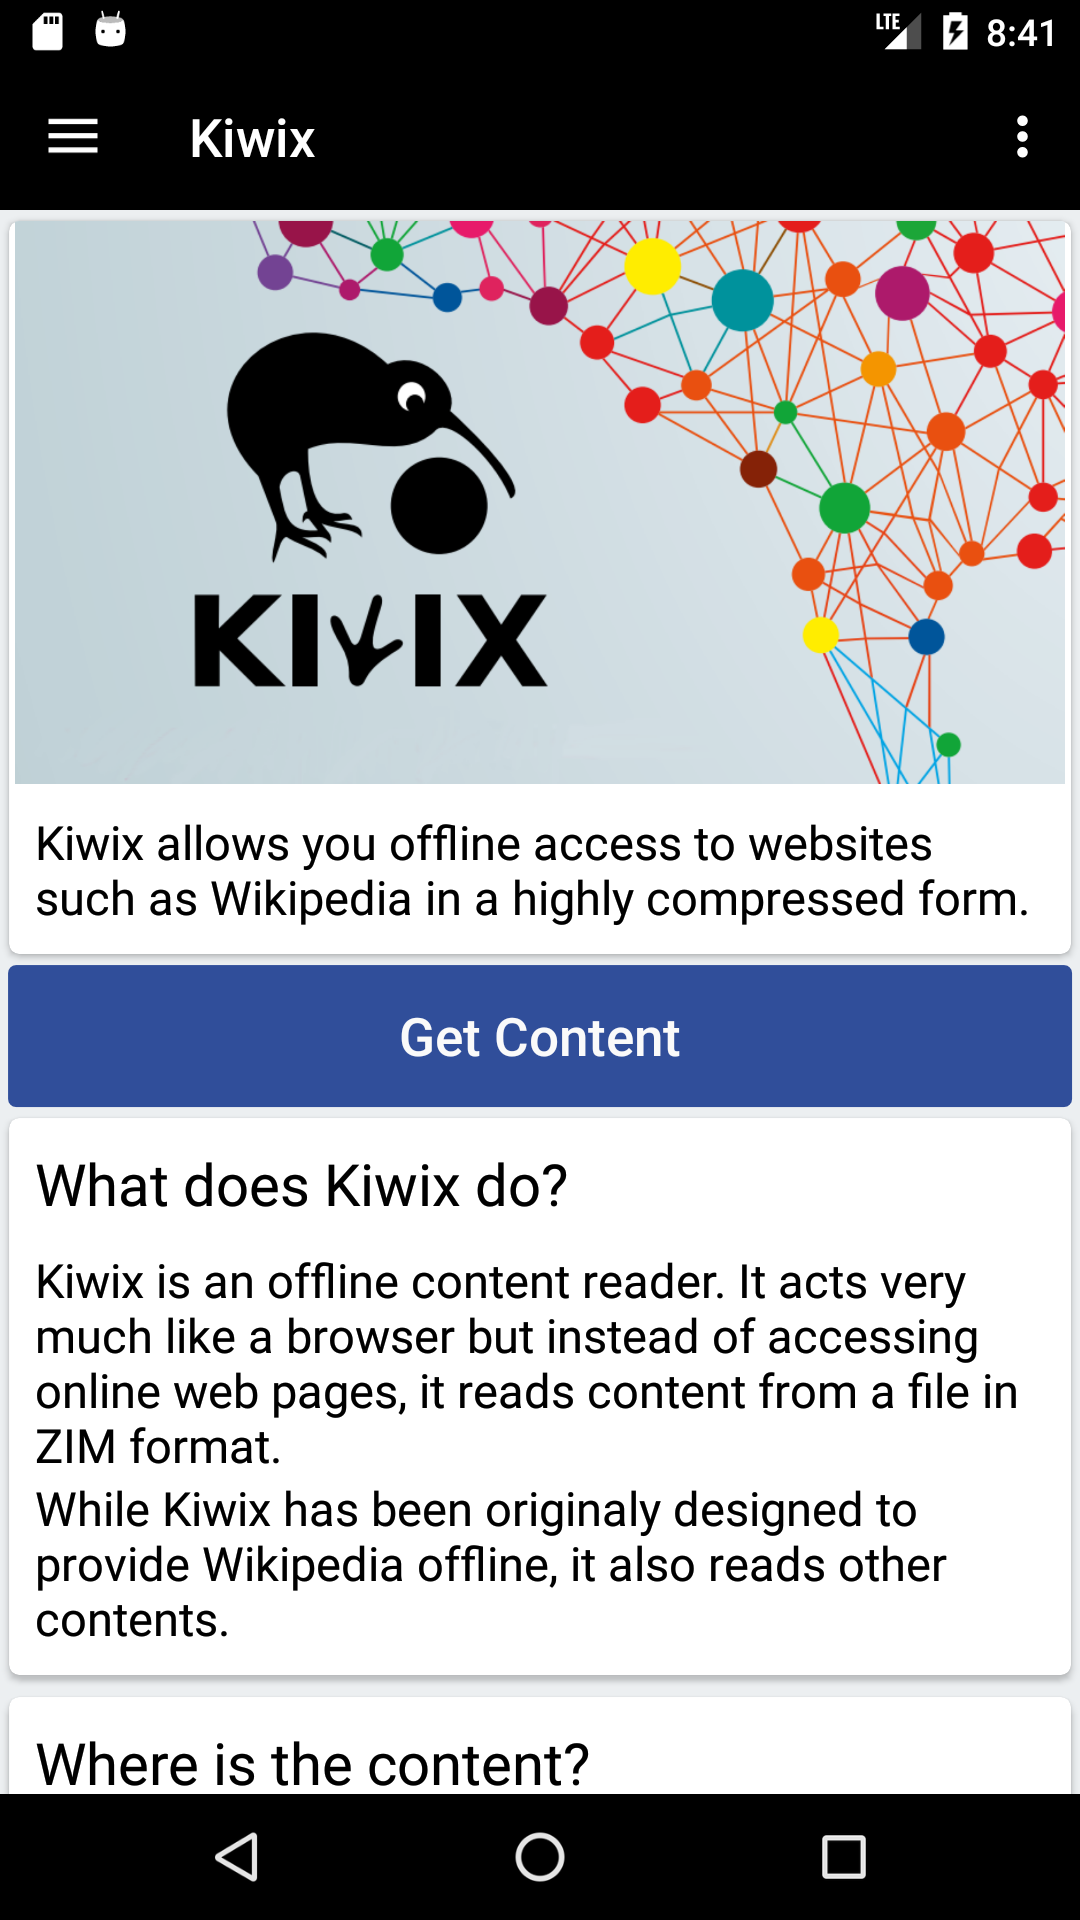 LTE 8:41
Kiwix
KIWIX
Kiwix allows you offline access to websites
such as Wikipedia in a highly compressed form.
Get Content
What does Kiwix do?
Kiwix is an offline content reader. It acts very
much like a browser but instead of accessing
online web pages, it reads content from a file in
ZIM format.
While Kiwix has been originaly designed to
provide Wikipedia offline, it also reads other
contents.
Where is the content?